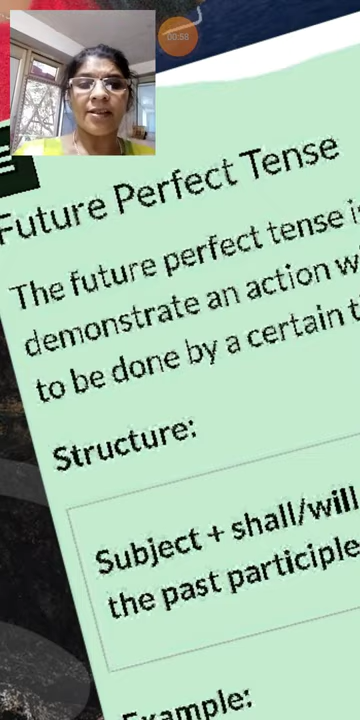 00:58
Future Perfect Tense
The future perfect tense
demonstrate an action
to be done by a certain
Structure:
Subject + shall/will
the past participle
Example: